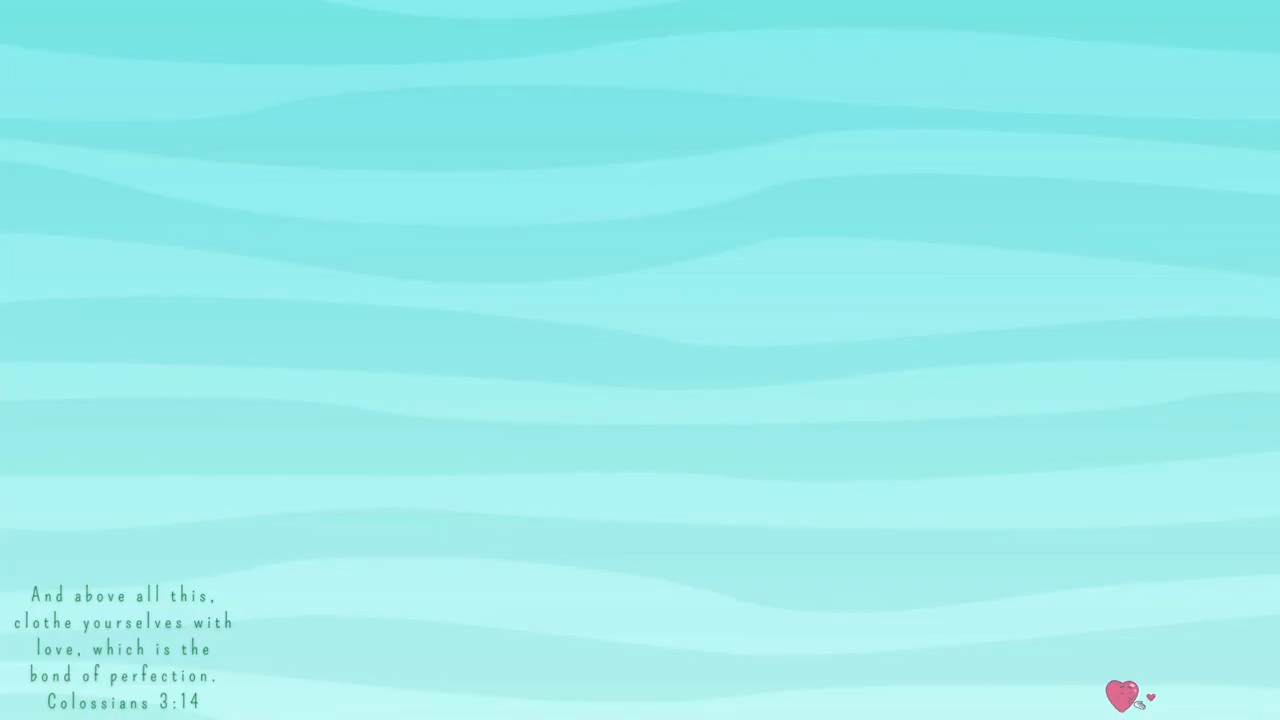 And above all this,
clothe yourselves with
love, which is the
bond of perfection.
Colossians 3:14